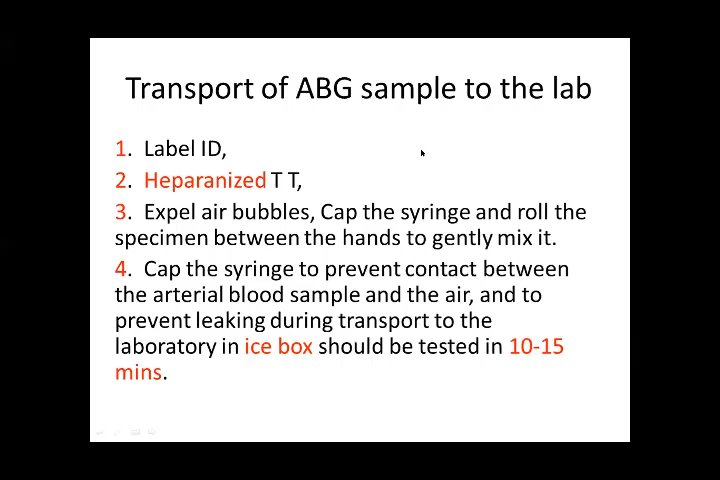 Transport of ABG sample to the lab
1. Label ID,
2. Heparanized T T,
3. Expel air bubbles, Cap the syringe and roll the
specimen between the hands to gently mix it.
4. Cap the syringe to prevent contact between
the arterial blood sample and the air, and to
prevent leaking during transport to the
laboratory in ice box should be tested in 10-15
mins.